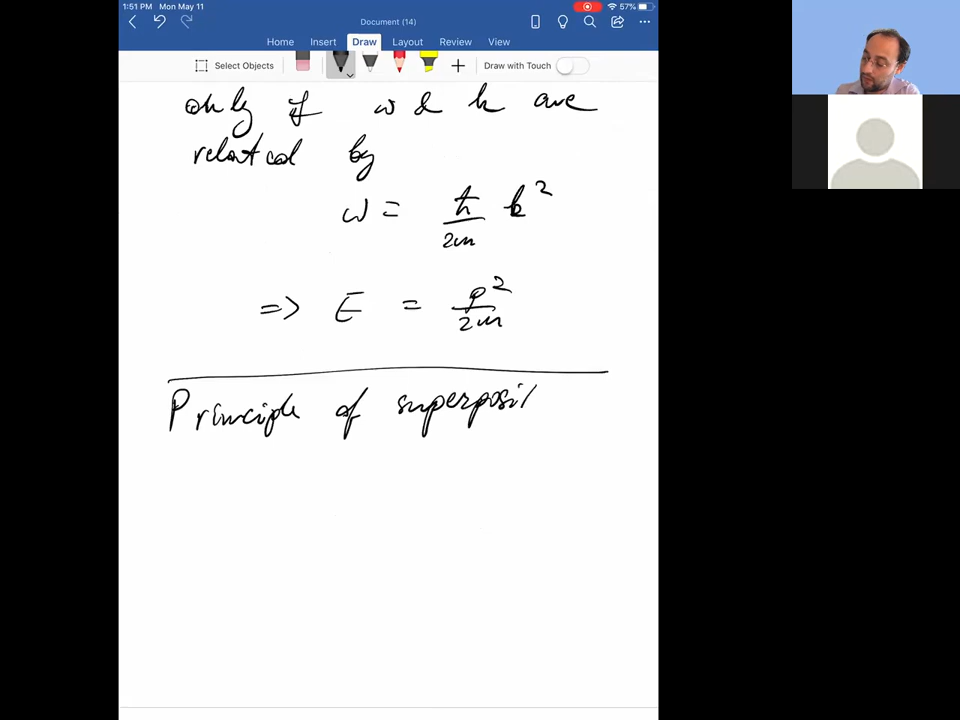 1:51 PM Mon May 11
57%
Document (14)
Home Insert Draw Layout Review View
Select Objects
Draw with Touch
only if ω & k are
related by
ω = ħ/2m k²
=> E = p²/2m
Principle of superposit